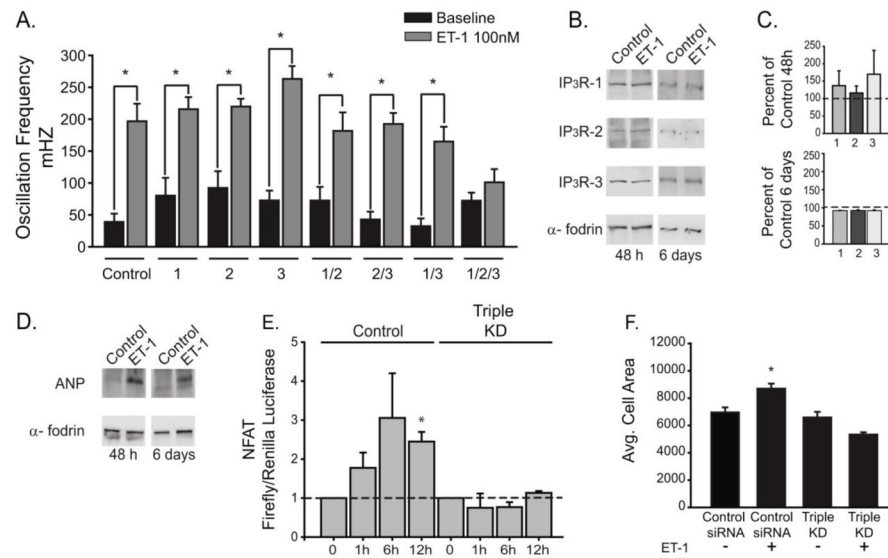 A.
Baseline
ET-1 100nM
Oscillation Frequency
mHZ
300
250
200
150
100
50
0
* * * * * * *
Control 1 2 3 1/2 2/3 1/3 1/2/3
B.
Control ET-1 Control ET-1
IP3R-1
IP3R-2
IP3R-3
α- fodrin
48 h 6 days
C.
Percent of
Control 48h
250
200
150
100
50
0
1 2 3
Percent of
Control 6 days
250
200
150
100
50
0
1 2 3
D.
Control ET-1 Control ET-1
ANP
α- fodrin
48 h 6 days
E.
Control
Triple
KD
NFAT
Firefly/Renilla Luciferase
5
4
3
2
1
0
*
0 1h 6h 12h 0 1h 6h 12h
F.
Avg. Cell Area
12000
10000
8000
6000
4000
2000
0
*
Control
siRNA
Control
siRNA
Triple
KD
Triple
KD
ET-1 - + - +